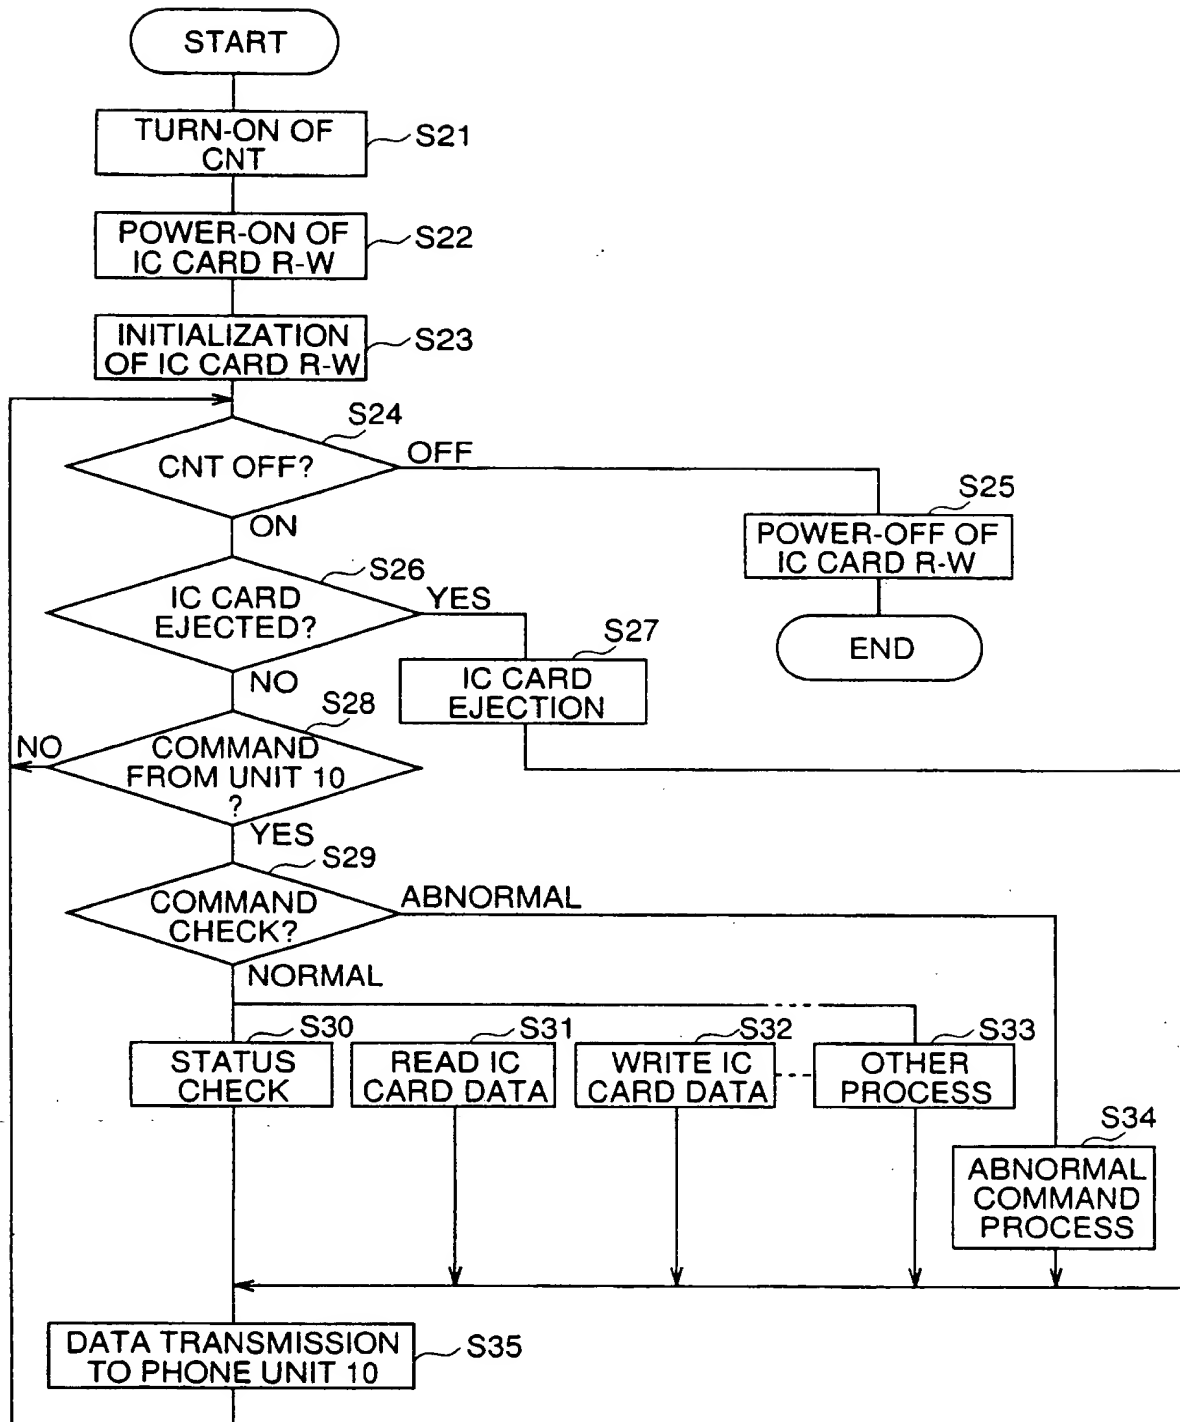 START
TURN-ON OF
CNT
S21
POWER-ON OF
IC CARD R-W
S22
INITIALIZATION
OF IC CARD R-W
S23
S24
CNT OFF?
OFF
ON
S25
POWER-OFF OF
IC CARD R-W
END
S26
IC CARD
EJECTED?
YES
NO
S27
IC CARD
EJECTION
S28
COMMAND
FROM UNIT 10
?
NO
YES
S29
COMMAND
CHECK?
ABNORMAL
NORMAL
S30
STATUS
CHECK
S31
READ IC
CARD DATA
S32
WRITE IC
CARD DATA
S33
OTHER
PROCESS
S34
ABNORMAL
COMMAND
PROCESS
DATA TRANSMISSION
TO PHONE UNIT 10
S35